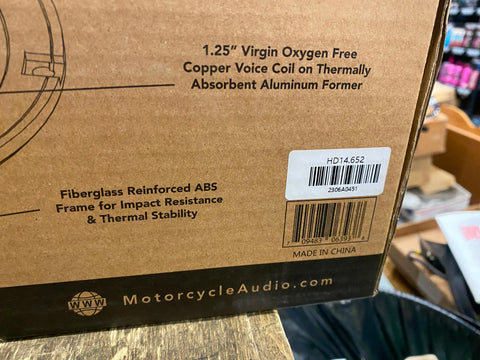 1.25” Virgin Oxygen Free
Copper Voice Coil on Thermally
Absorbent Aluminum Former
HD14.652
2306A0451
Fiberglass Reinforced ABS
Frame for Impact Resistance
& Thermal Stability
MADE IN CHINA
WWW
MotorcycleAudio.com